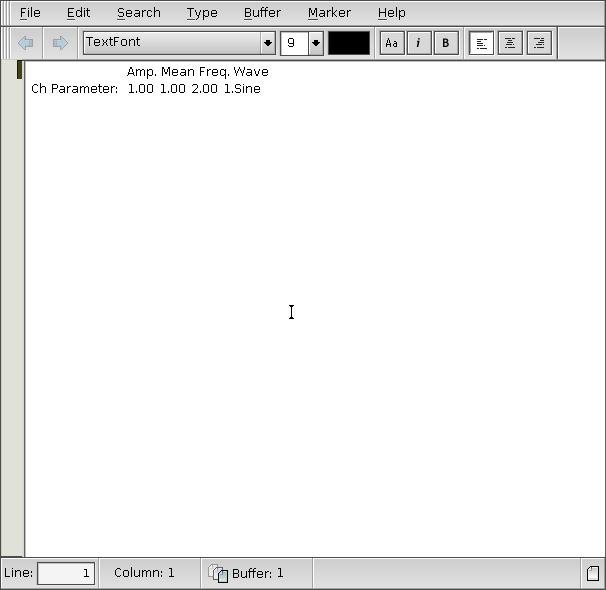 File Edit Search Type Buffer Marker Help
TextFont 9 Aa i B
Amp. Mean Freq. Wave
Ch Parameter: 1.00 1.00 2.00 1.Sine
Line: 1 Column: 1 Buffer: 1